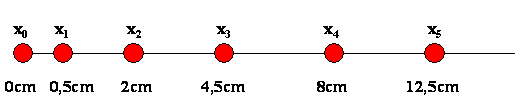 x₀ x₁ x₂ x₃ x₄ x₅
0cm 0,5cm 2cm 4,5cm 8cm 12,5cm